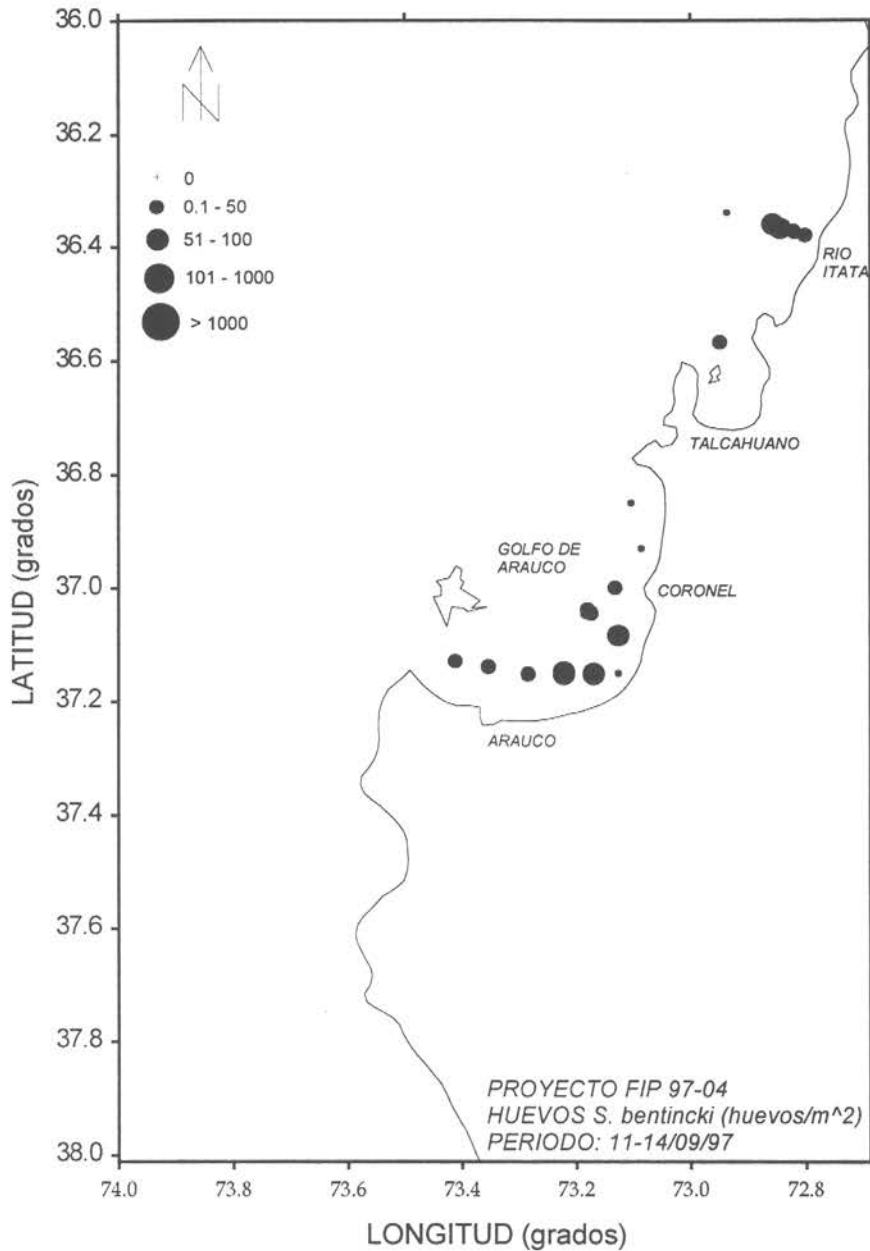 36.0
36.2
36.4
36.6
36.8
37.0
37.2
37.4
37.6
37.8
38.0
LATITUD (grados)
N
+ 0
0.1 - 50
51 - 100
101 - 1000
> 1000
RIO
ITATA
TALCAHUANO
GOLFO DE
ARAUCO
CORONEL
ARAUCO
PROYECTO FIP 97-04
HUEVOS S. bentincki (huevos/m^2)
PERIODO: 11-14/09/97
74.0 73.8 73.6 73.4 73.2 73.0 72.8
LONGITUD (grados)